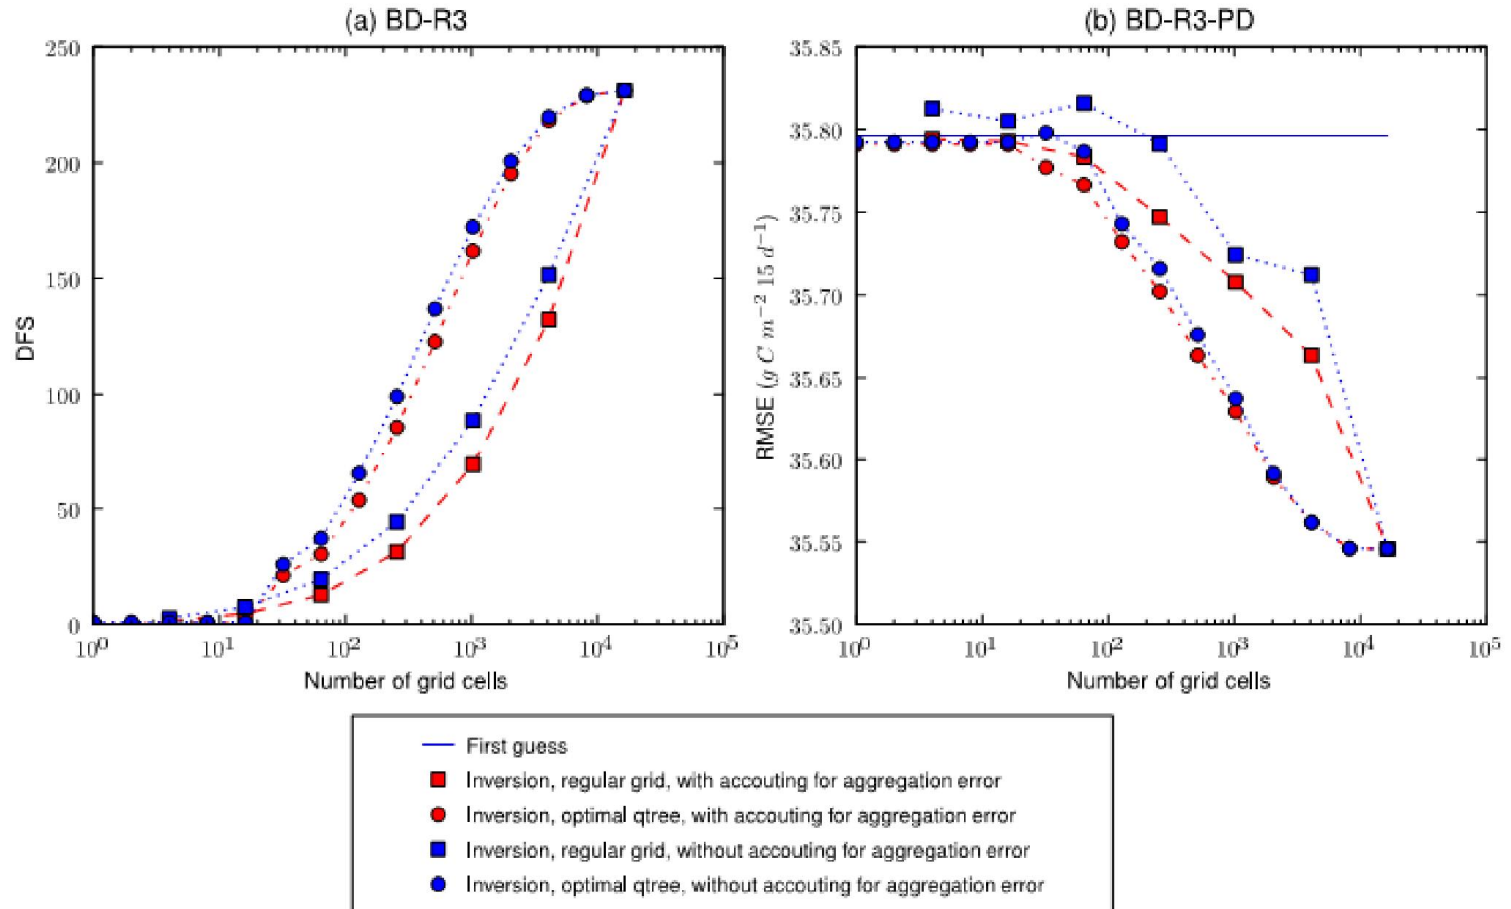 (a) BD-R3
250
200
150
100
50
0
DFS
10^0 10^1 10^2 10^3 10^4 10^5
Number of grid cells
(b) BD-R3-PD
35.85
35.80
35.75
35.70
35.65
35.60
35.55
35.50
RMSE (g C m^{-2} 15 d^{-1})
10^0 10^1 10^2 10^3 10^4 10^5
Number of grid cells
First guess
Inversion, regular grid, with accouting for aggregation error
Inversion, optimal qtree, with accouting for aggregation error
Inversion, regular grid, without accouting for aggregation error
Inversion, optimal qtree, without accouting for aggregation error